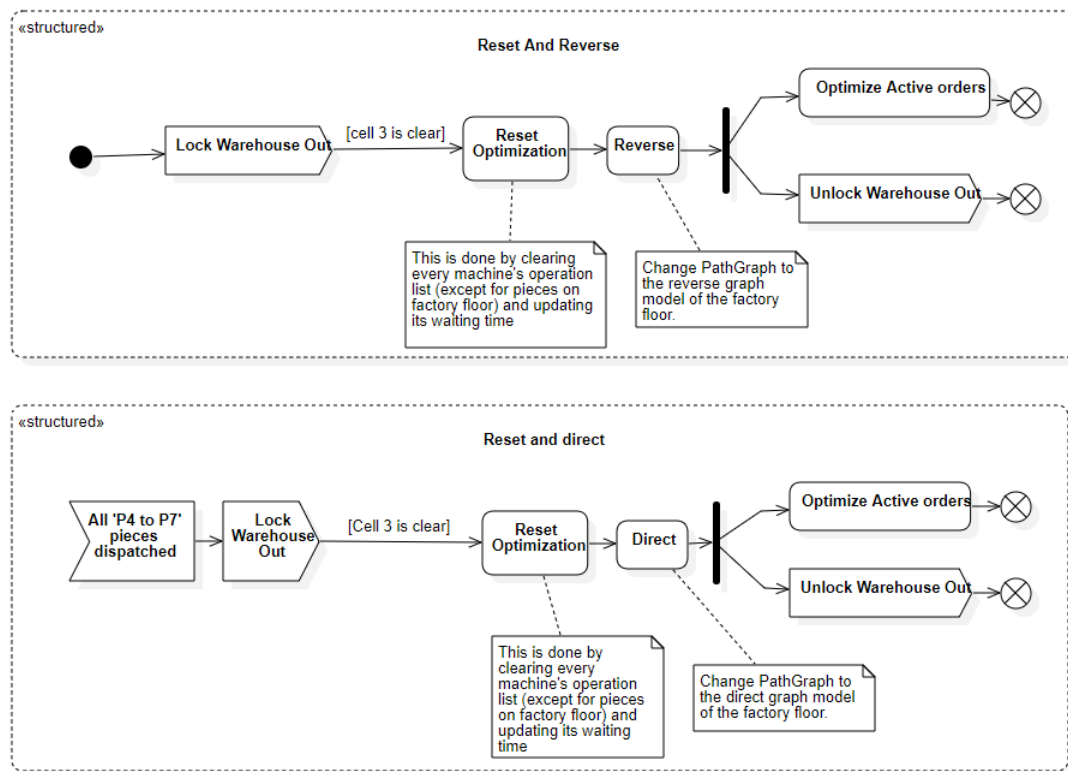 «structured»
Reset And Reverse
Optimize Active orders
Lock Warehouse Out
[cell 3 is clear]
Reset
Optimization
Reverse
Unlock Warehouse Out
This is done by clearing
every machine's operation
list (except for pieces on
factory floor) and updating
its waiting time
Change PathGraph to
the reverse graph
model of the factory
floor.
«structured»
Reset and direct
All 'P4 to P7'
pieces
dispatched
Lock
Warehouse
Out
[Cell 3 is clear]
Reset
Optimization
Direct
Optimize Active orders
Unlock Warehouse Out
This is done by
clearing every
machine's operation
list (except for pieces
on factory floor) and
updating its waiting
time
Change PathGraph to
the direct graph model
of the factory floor.